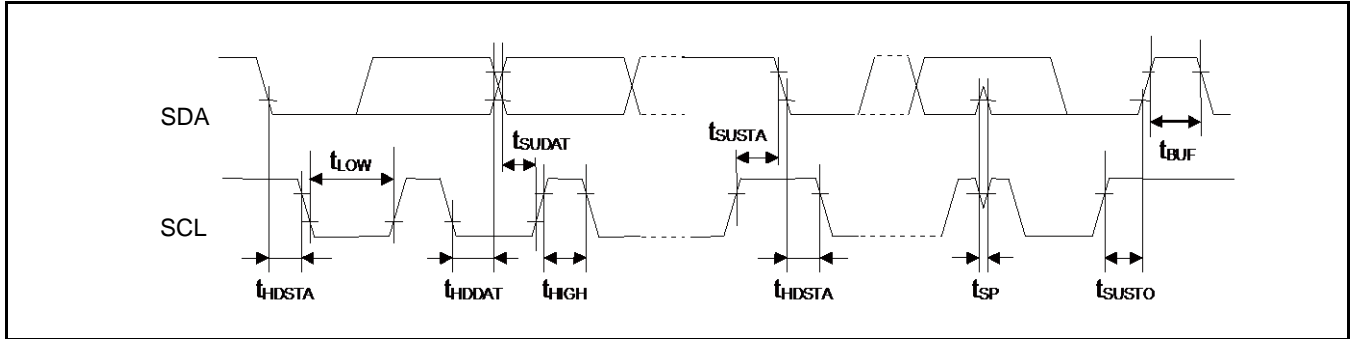 SDA
tSUDAT
tSUSTA
tBUF
tLOW
SCL
tHDSTA
tHDDAT
tHIGH
tHDSTA
tSP
tSUSTO